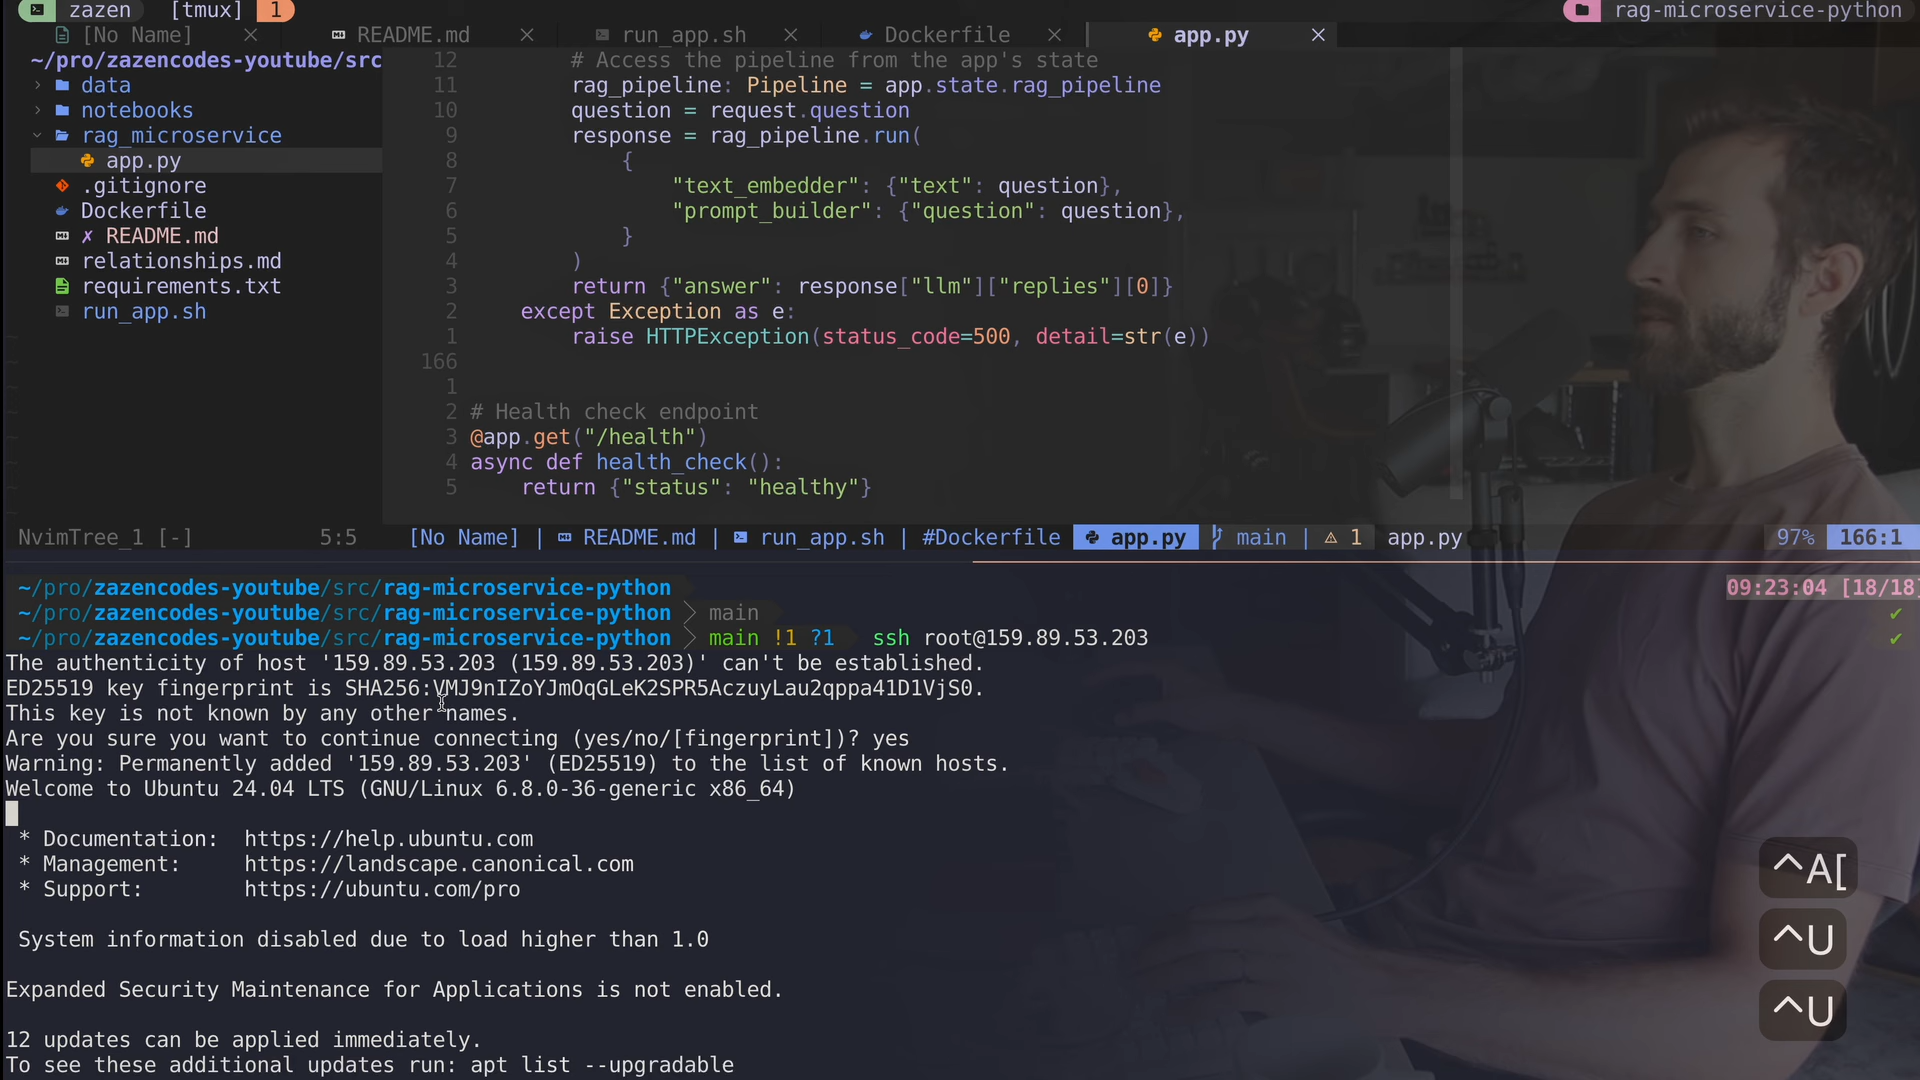 zazen [tmux] 1 rag-microservice-python
[No Name] README.md run_app.sh Dockerfile app.py
~/pro/zazencodes-youtube/src
data
notebooks
rag_microservice
app.py
.gitignore
Dockerfile
✗ README.md
relationships.md
requirements.txt
run_app.sh
12 # Access the pipeline from the app's state
11 rag_pipeline: Pipeline = app.state.rag_pipeline
10 question = request.question
9 response = rag_pipeline.run(
8 {
7 "text_embedder": {"text": question},
6 "prompt_builder": {"question": question},
5 }
4 )
3 return {"answer": response["llm"]["replies"][0]}
2 except Exception as e:
1 raise HTTPException(status_code=500, detail=str(e))
166
1
2 # Health check endpoint
3 @app.get("/health")
4 async def health_check():
5 return {"status": "healthy"}
NvimTree_1 [-] 5:5 [No Name] | README.md | run_app.sh | #Dockerfile app.py main | ⚠ 1 app.py 97% 166:1
~/pro/zazencodes-youtube/src/rag-microservice-python 09:23:04 [18/18]
~/pro/zazencodes-youtube/src/rag-microservice-python > main ✔
~/pro/zazencodes-youtube/src/rag-microservice-python > main !1 ?1 ssh root@159.89.53.203 ✔
The authenticity of host '159.89.53.203 (159.89.53.203)' can't be established.
ED25519 key fingerprint is SHA256:VMJ9nIZoYJmOqGLeK2SPR5AczuyLau2qppa41D1VjS0.
This key is not known by any other names.
Are you sure you want to continue connecting (yes/no/[fingerprint])? yes
Warning: Permanently added '159.89.53.203' (ED25519) to the list of known hosts.
Welcome to Ubuntu 24.04 LTS (GNU/Linux 6.8.0-36-generic x86_64)
* Documentation: https://help.ubuntu.com
* Management: https://landscape.canonical.com
* Support: https://ubuntu.com/pro
System information disabled due to load higher than 1.0
Expanded Security Maintenance for Applications is not enabled.
12 updates can be applied immediately.
To see these additional updates run: apt list --upgradable
^A[
^U
^U